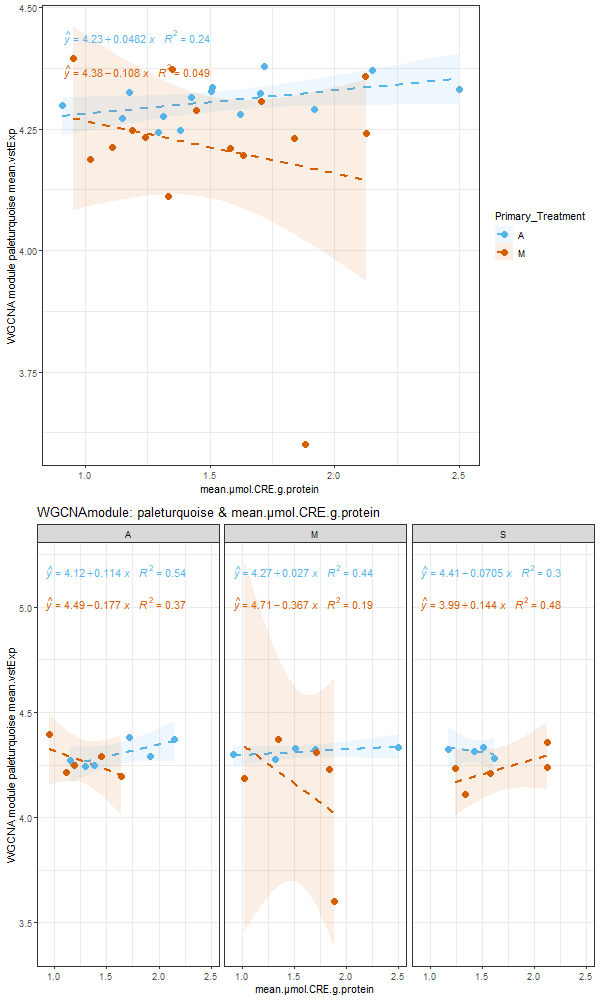 4.50
4.25
4.00
3.75
ŷ = 4.23 + 0.0482 x R² = 0.24
ŷ = 4.38 − 0.108 x R² = 0.049
WGCNA module paleturquoise mean.vstExp
1.0 1.5 2.0 2.5
mean.µmol.CRE.g.protein
Primary_Treatment
A
M
WGCNAmodule: paleturquoise & mean.µmol.CRE.g.protein
A M S
ŷ = 4.12 + 0.114 x R² = 0.54
ŷ = 4.49 − 0.177 x R² = 0.37
ŷ = 4.27 + 0.027 x R² = 0.44
ŷ = 4.71 − 0.367 x R² = 0.19
ŷ = 4.41 − 0.0705 x R² = 0.3
ŷ = 3.99 + 0.144 x R² = 0.48
5.0
4.5
4.0
3.5
WGCNA module paleturquoise mean.vstExp
1.0 1.5 2.0 2.5 1.0 1.5 2.0 2.5 1.0 1.5 2.0 2.5
mean.µmol.CRE.g.protein